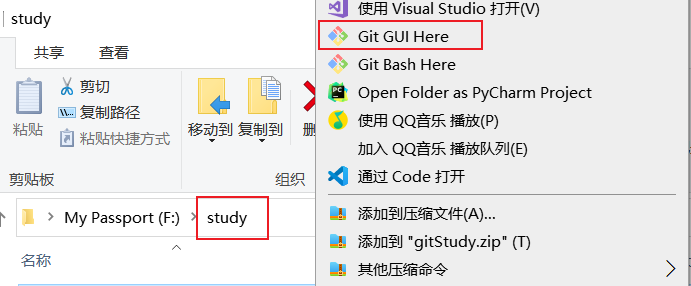 study
共享 查看
粘贴
剪切
复制路径
粘贴快捷方式
移动到 复制到
剪贴板
组织
My Passport (F:) study
名称
使用 Visual Studio 打开(V)
Git GUI Here
Git Bash Here
Open Folder as PyCharm Project
使用 QQ音乐 播放(P)
加入 QQ音乐 播放队列(E)
通过 Code 打开
添加到压缩文件(A)...
添加到 "gitStudy.zip" (T)
其他压缩命令